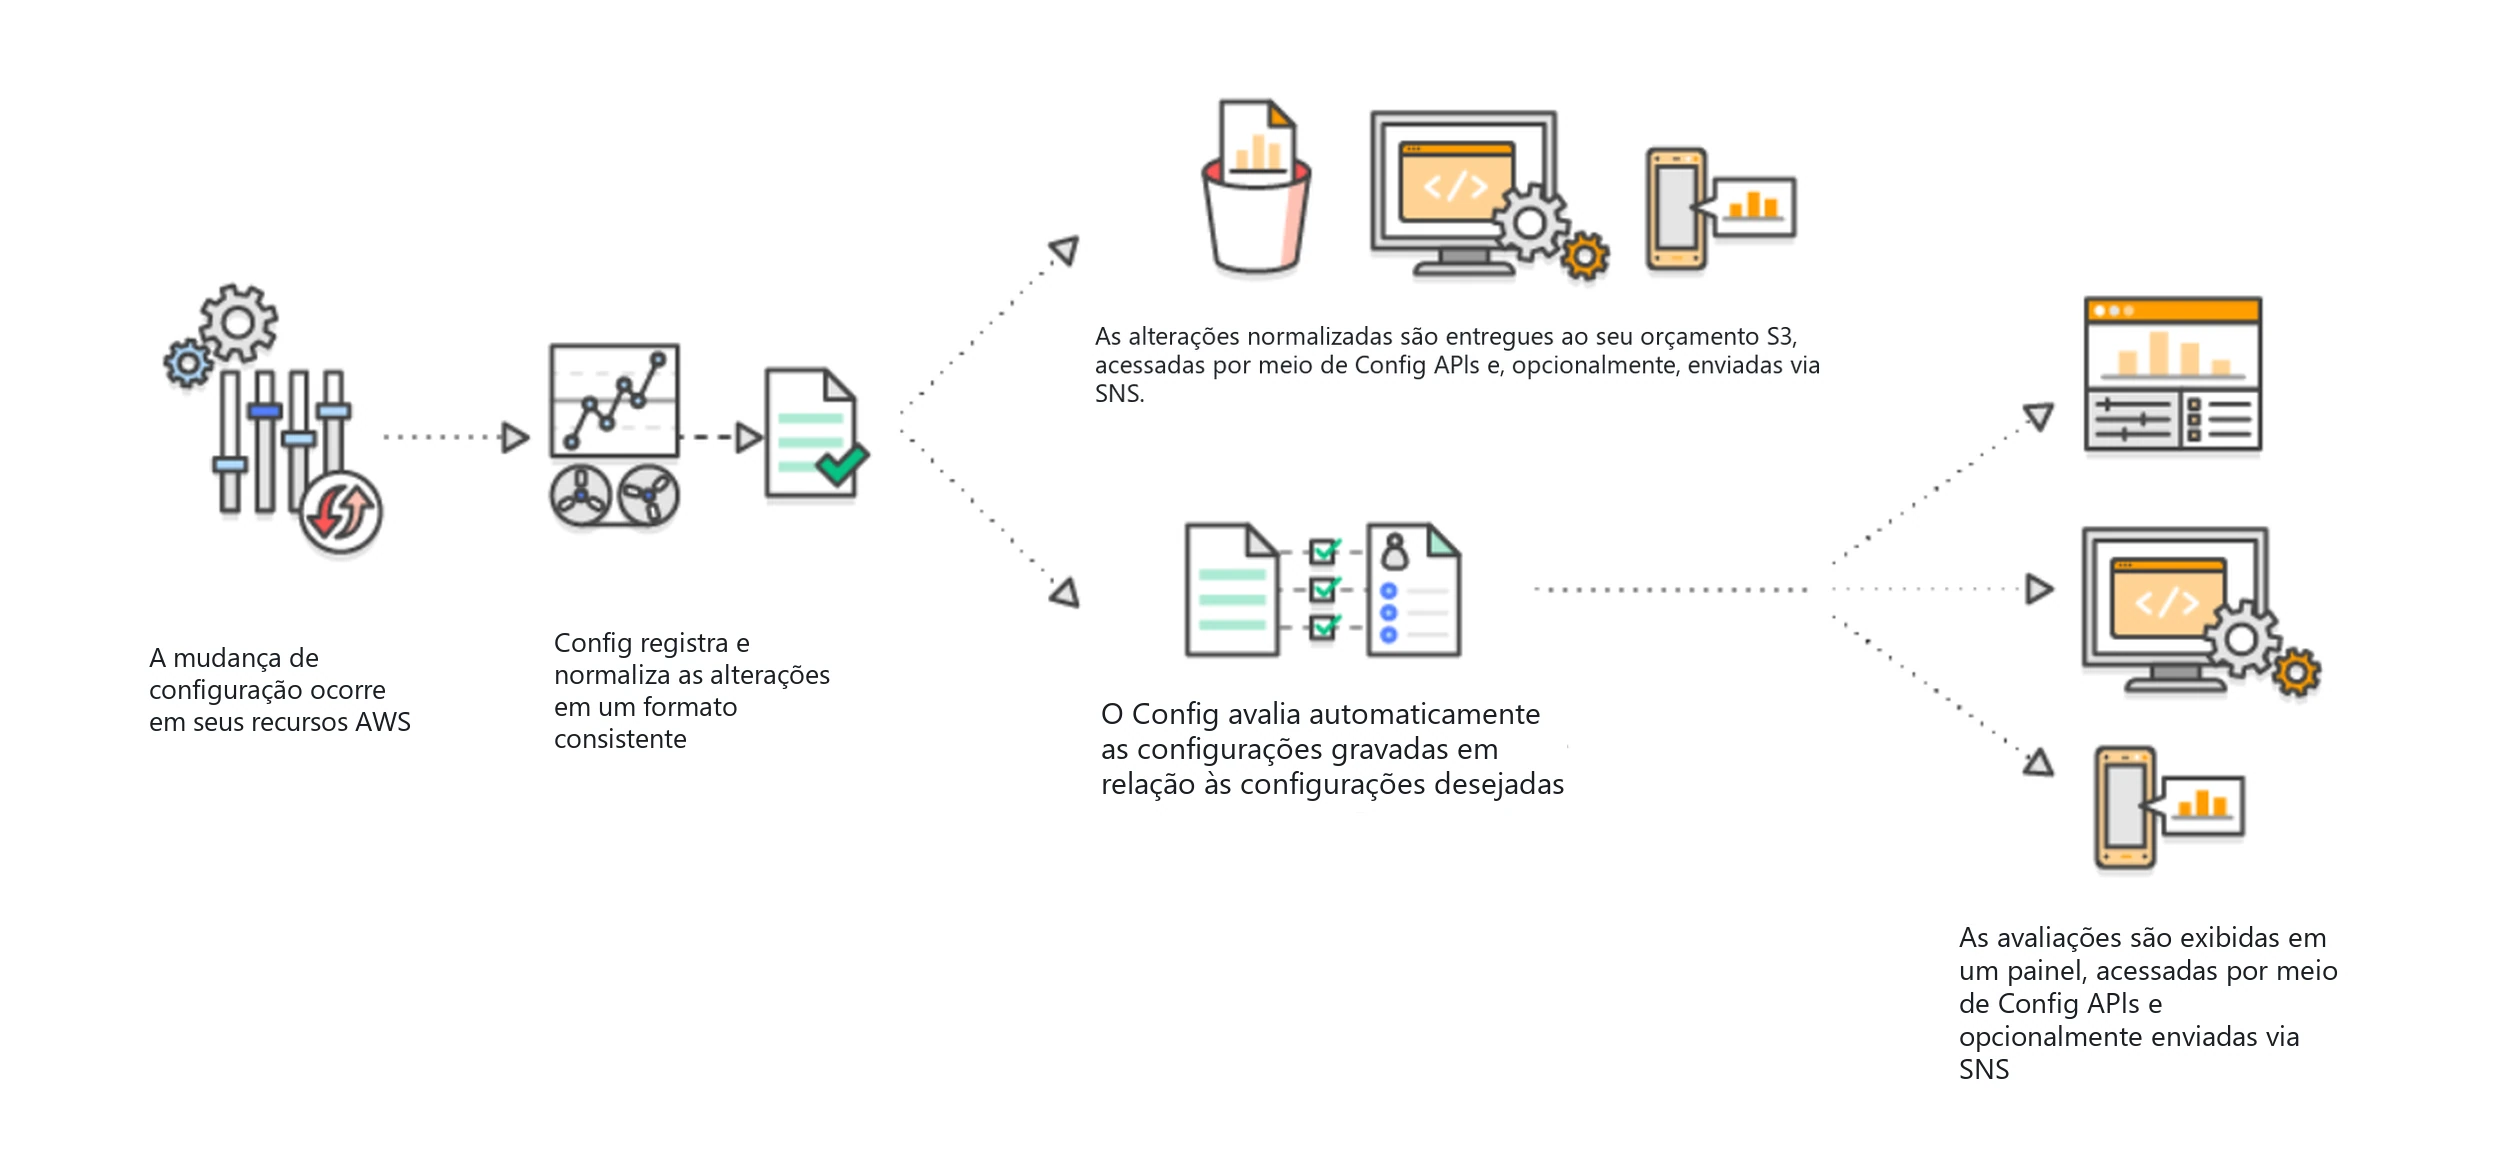 A mudança de
configuração ocorre
em seus recursos AWS
Config registra e
normaliza as alterações
em um formato
consistente
As alterações normalizadas são entregues ao seu orçamento S3,
acessadas por meio de Config APls e, opcionalmente, enviadas via
SNS.
O Config avalia automaticamente
as configurações gravadas em
relação às configurações desejadas
As avaliações são exibidas em
um painel, acessadas por meio
de Config APls e
opcionalmente enviadas via
SNS